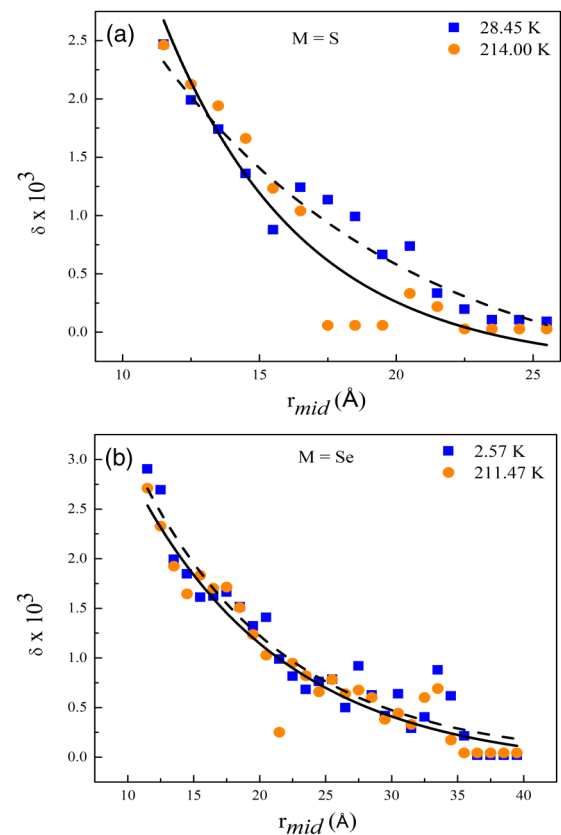 (a)
M = S
28.45 K
214.00 K
2.5
2.0
1.5
1.0
0.5
0.0
δ x 10³
10
15
20
25
r_mid (Å)
(b)
M = Se
2.57 K
211.47 K
3.0
2.5
2.0
1.5
1.0
0.5
0.0
δ x 10³
10
15
20
25
30
35
40
r_mid (Å)